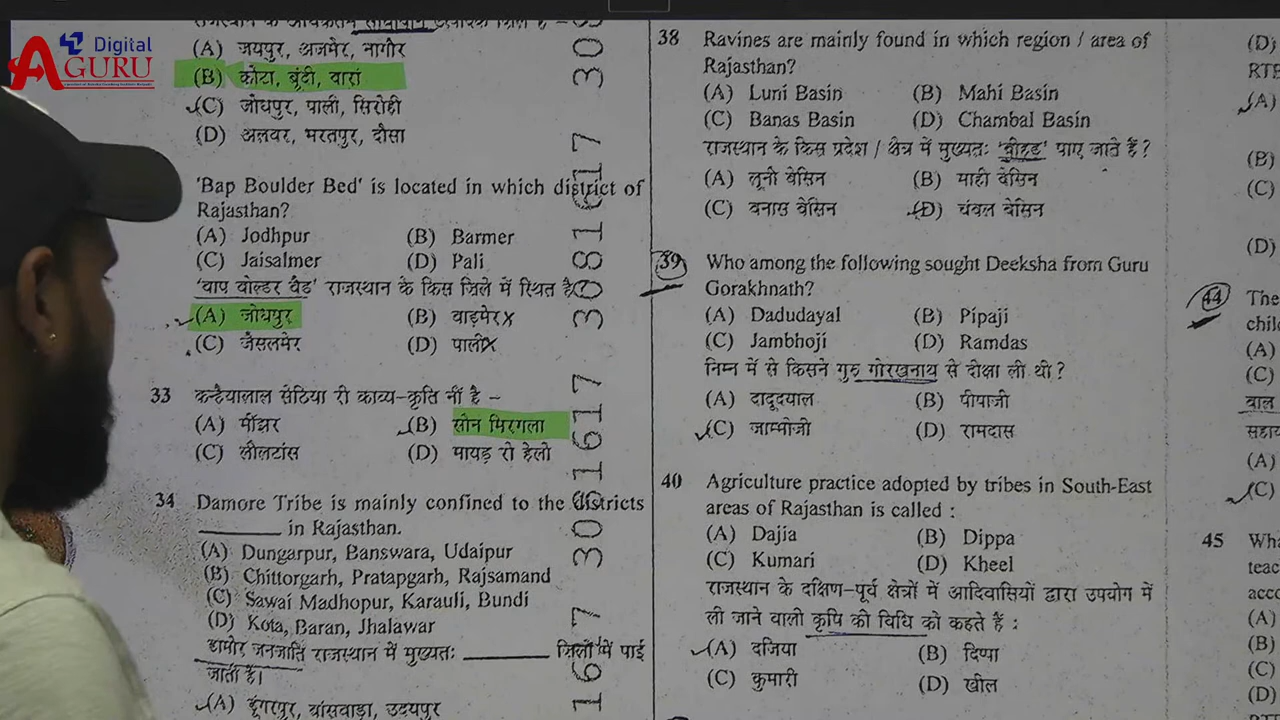 Digital
AGURU
(A) जयपुर, अजमेर, नागौर
(B) कोटा, बूंदी, बारां
(C) जोधपुर, पाली, सिरोही
(D) अलवर, भरतपुर, दौसा
'Bap Boulder Bed' is located in which district of
Rajasthan?
(A) Jodhpur (B) Barmer
(C) Jaisalmer (D) Pali
'बाप बोल्डर बैड' राजस्थान के किस जिले में स्थित है
(A) जोधपुर (B) बाड़मेर
(C) जैसलमेर (D) पाली
33 कन्हैयालाल सेठिया री काव्य-कृति नीं है –
(A) मींझर (B) सोन मिरगला
(C) लीलटांस (D) मायड़ रो हेलो
34 Damore Tribe is mainly confined to the districts
________ in Rajasthan.
(A) Dungarpur, Banswara, Udaipur
(B) Chittorgarh, Pratapgarh, Rajsamand
(C) Sawai Madhopur, Karauli, Bundi
(D) Kota, Baran, Jhalawar
डामोर जनजाति राजस्थान में मुख्यतः ________ जिलों में पाई
जाती है।
(A) डूंगरपुर, बांसवाड़ा, उदयपुर
38 Ravines are mainly found in which region / area of
Rajasthan?
(A) Luni Basin (B) Mahi Basin
(C) Banas Basin (D) Chambal Basin
राजस्थान के किस प्रदेश / क्षेत्र में मुख्यतः 'बीहड़' पाए जाते हैं?
(A) लूनी बेसिन (B) माही बेसिन
(C) बनास बेसिन (D) चंबल बेसिन
39 Who among the following sought Deeksha from Guru
Gorakhnath?
(A) Dadudayal (B) Pipaji
(C) Jambhoji (D) Ramdas
निम्न में से किसने गुरु गोरखनाथ से दीक्षा ली थी?
(A) दादूदयाल (B) पीपाजी
(C) जाम्भोजी (D) रामदास
40 Agriculture practice adopted by tribes in South-East
areas of Rajasthan is called :
(A) Dajia (B) Dippa
(C) Kumari (D) Kheel
राजस्थान के दक्षिण-पूर्व क्षेत्रों में आदिवासियों द्वारा उपयोग में
ली जाने वाली कृषि की विधि को कहते हैं :
(A) दजिया (B) दिप्पा
(C) कुमारी (D) खील
(D)
(A)
(B)
(C)
(D)
44 The
(A)
(C)
बाल
(A)
(C)
45
(A)
(B)
(C)
(D)